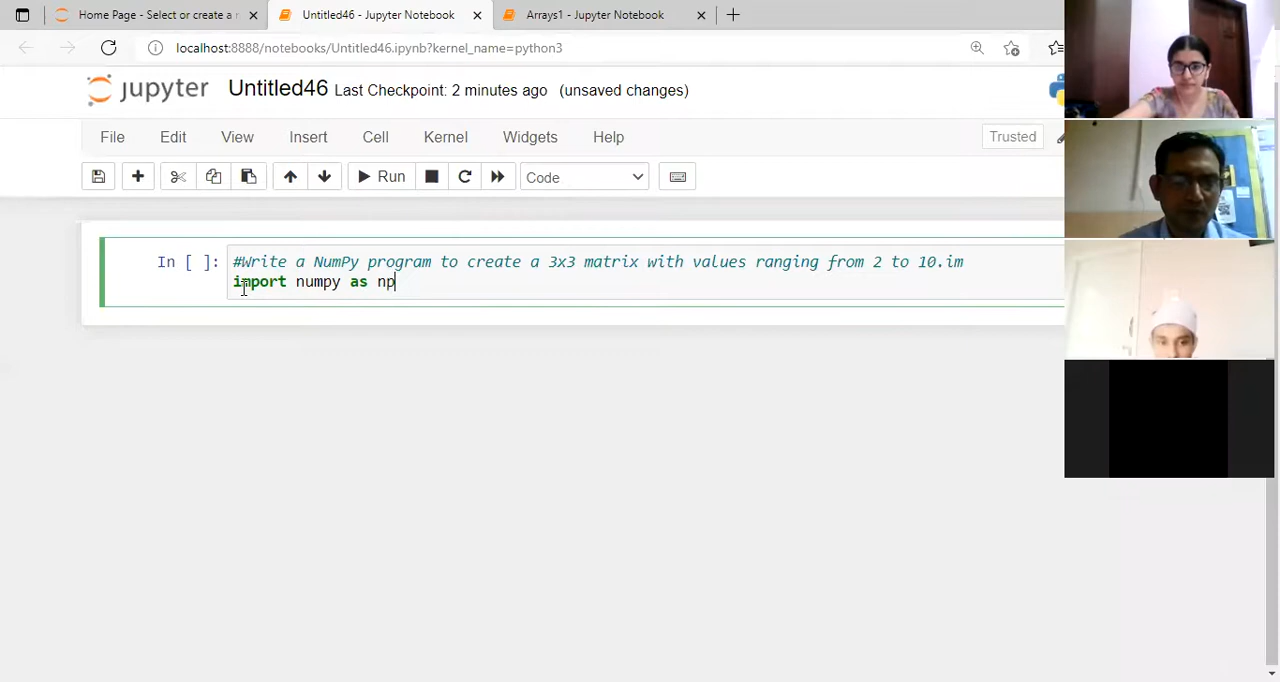 Home Page - Select or create a n
Untitled46 - Jupyter Notebook
Arrays1 - Jupyter Notebook
localhost:8888/notebooks/Untitled46.ipynb?kernel_name=python3
jupyter Untitled46 Last Checkpoint: 2 minutes ago (unsaved changes)
File Edit View Insert Cell Kernel Widgets Help
Trusted
Run Code
In [ ]: #Write a NumPy program to create a 3x3 matrix with values ranging from 2 to 10.im
import numpy as np